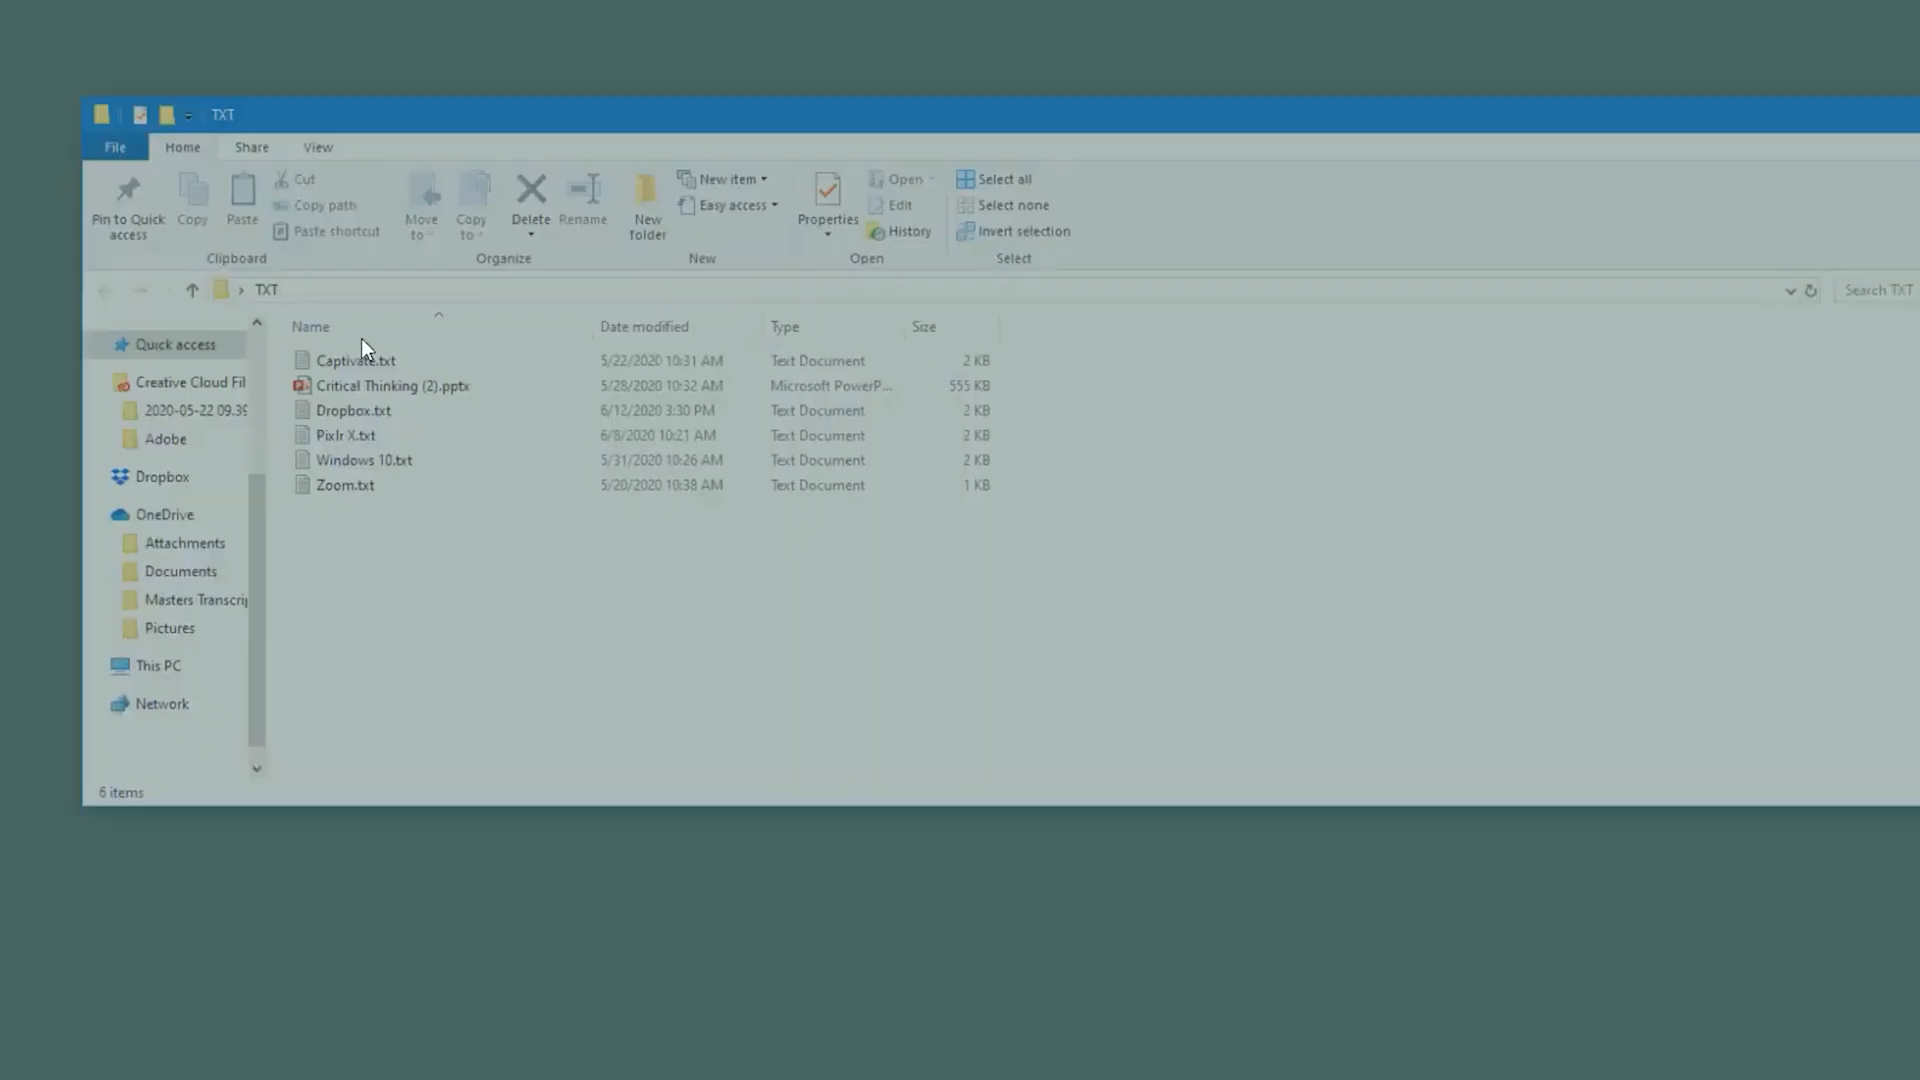 TXT
File Home Share View
Pin to Quick access
Copy
Paste
Cut
Copy path
Paste shortcut
Clipboard
Move to
Copy to
Delete
Rename
Organize
New folder
New item
Easy access
New
Properties
Open
Edit
History
Open
Select all
Select none
Invert selection
Select
TXT
Search TXT
Quick access
Creative Cloud Fil
2020-05-22 09.39
Adobe
Dropbox
OneDrive
Attachments
Documents
Masters Transcrip
Pictures
This PC
Network
Name Date modified Type Size
Captivate.txt 5/22/2020 10:31 AM Text Document 2 KB
Critical Thinking (2).pptx 5/28/2020 10:32 AM Microsoft PowerP... 555 KB
Dropbox.txt 6/12/2020 3:30 PM Text Document 2 KB
Pixlr X.txt 6/8/2020 10:21 AM Text Document 2 KB
Windows 10.txt 5/31/2020 10:26 AM Text Document 2 KB
Zoom.txt 5/20/2020 10:38 AM Text Document 1 KB
6 items